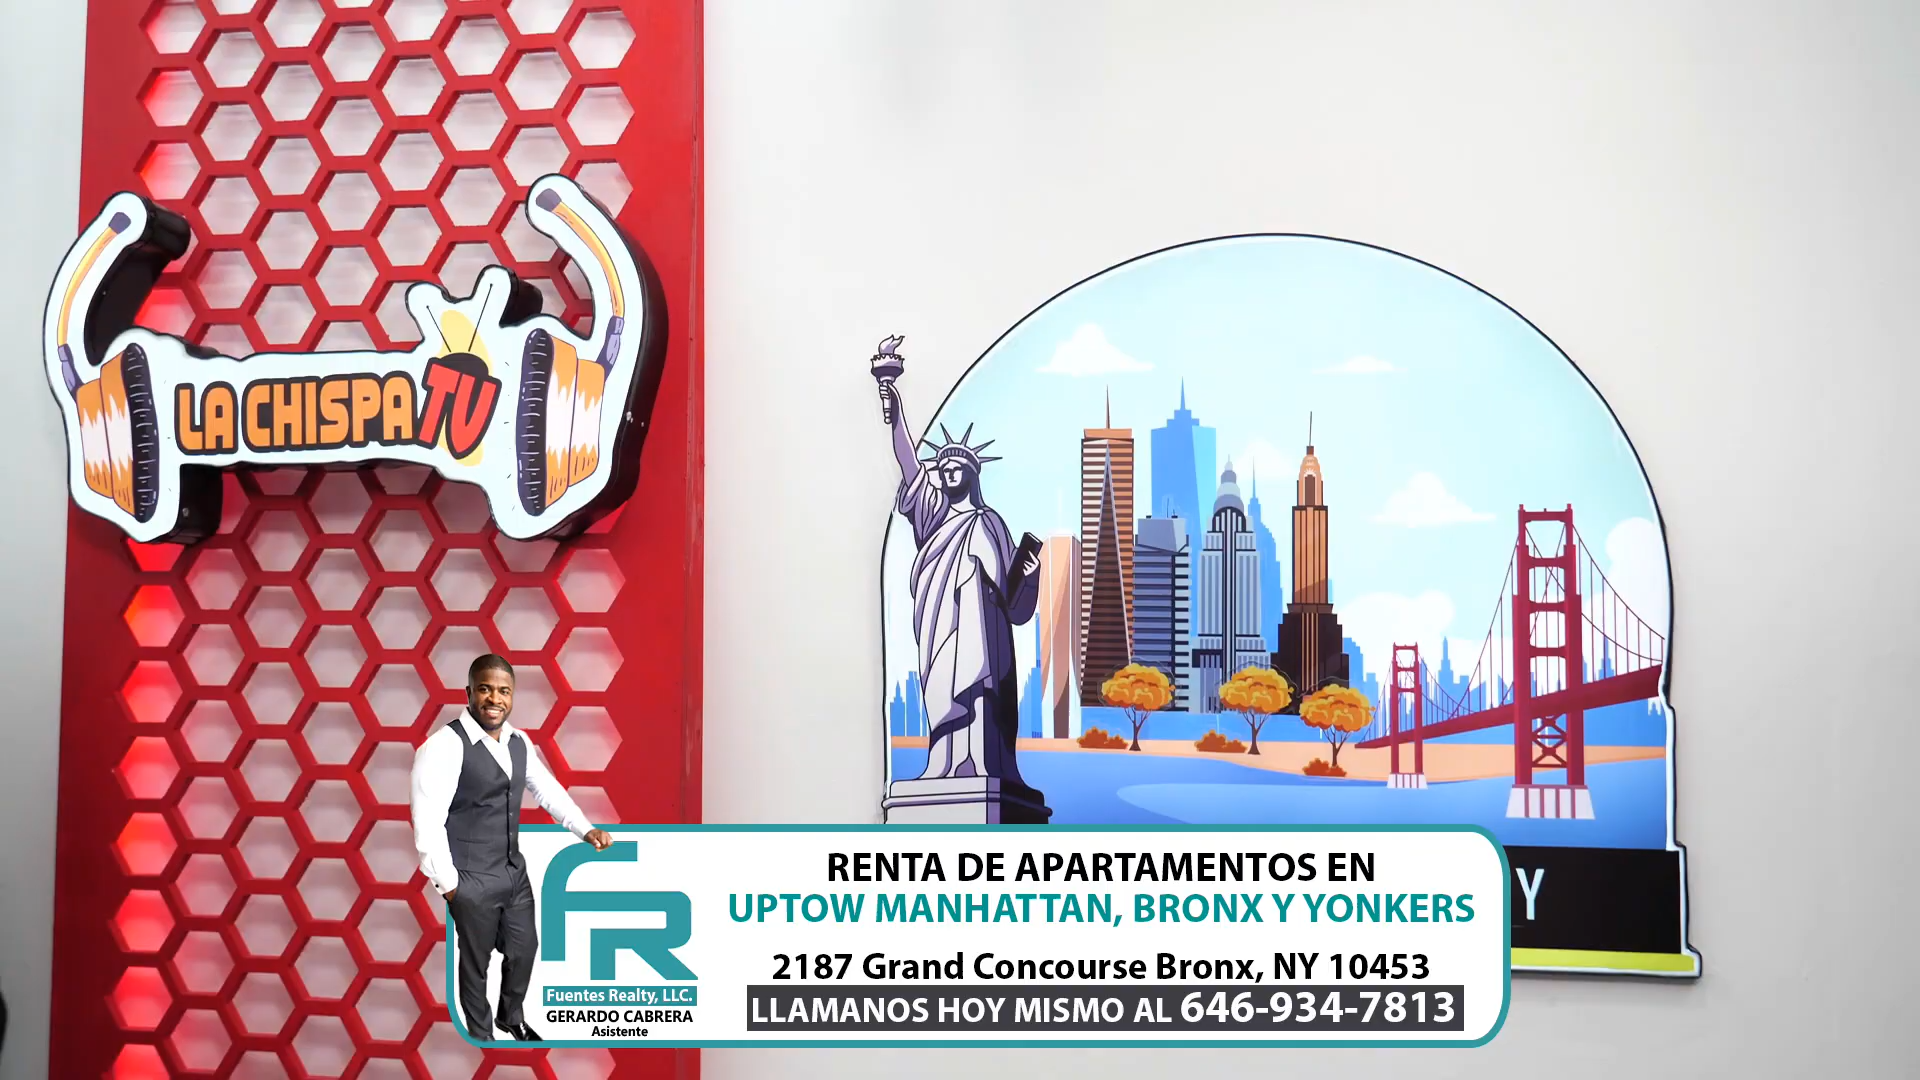 LA CHISPA TV
RENTA DE APARTAMENTOS EN
UPTOW MANHATTAN, BRONX Y YONKERS
2187 Grand Concourse Bronx, NY 10453
LLAMANOS HOY MISMO AL 646-934-7813
FR
Fuentes Realty, LLC.
GERARDO CABRERA
Asistente
Y